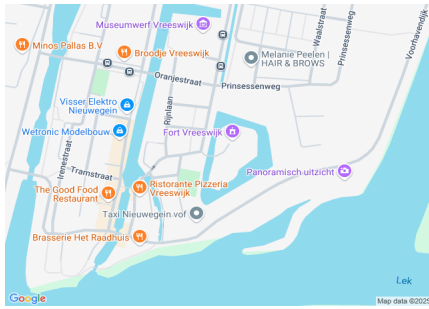 Museumwerf Vreeswijk
Minos Pallas B.V
Broodje Vreeswijk
Melanie Peelen |
HAIR & BROWS
Waalstraat
Prinsessenweg
Voorhavendijk
Oranjestraat
Prinsessenweg
Visser Elektro
Nieuwegein
Rijnlaan
Wetronic Modelbouw
Fort Vreeswijk
Irenestraat
Tramstraat
Panoramisch uitzicht
The Good Food
Restaurant
Ristorante Pizzeria
Vreeswijk
Taxi Nieuwegein vof
Brasserie Het Raadhuis
Lek
Google
Map data ©2025